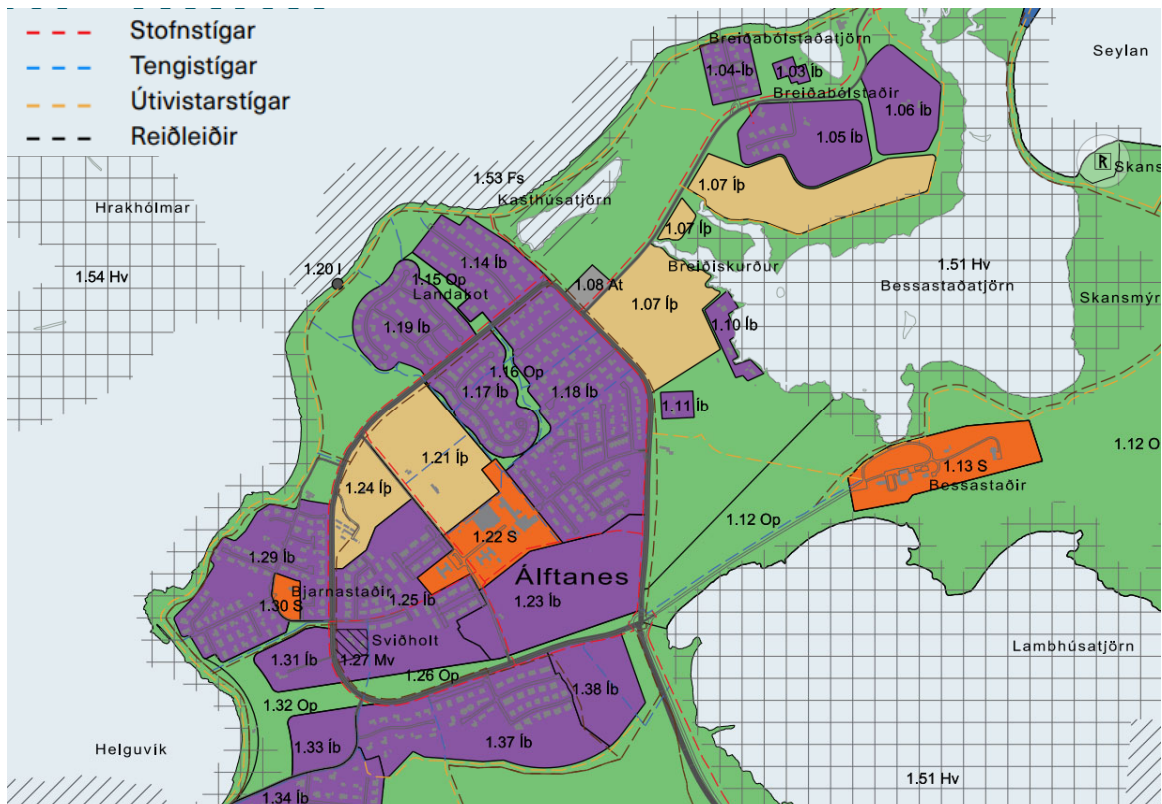 Stofnstígar
Tengistígar
Útivistarstígar
Reiðleiðir
Breiðabólstaðatjörn
Seylan
1.04-Íb
1.03 Íb
Breiðabólstaðir
1.06 Íb
1.05 Íb
Skans
1.53 Fs
1.07 Íþ
Kasthúsatjörn
Hrakhólmar
1.07 Íþ
1.14 Íb
Breiðiskurður
1.51 Hv
1.54 Hv
1.20 I
1.15 Op
1.08 At
Bessastaðatjörn
Landakot
Skansmýr
1.07 Íþ
1.19 Íb
1.10 Íb
1.16 Op
1.17 Íb
1.18 Íb
1.11 Íb
1.12 O
1.21 Íþ
1.13 S
1.24 Íþ
Bessastaðir
1.12 Op
1.22 S
1.29 Íb
Álftanes
Bjarnastaðir
1.25 Íb
1.23 Íb
1.30 S
Sviðholt
Lambhúsatjörn
1.31 Íb
1.27 Mv
1.26 Op
1.38 Íb
1.32 Op
1.37 Íb
1.33 Íb
Helguvík
1.51 Hv
1.34 Íb